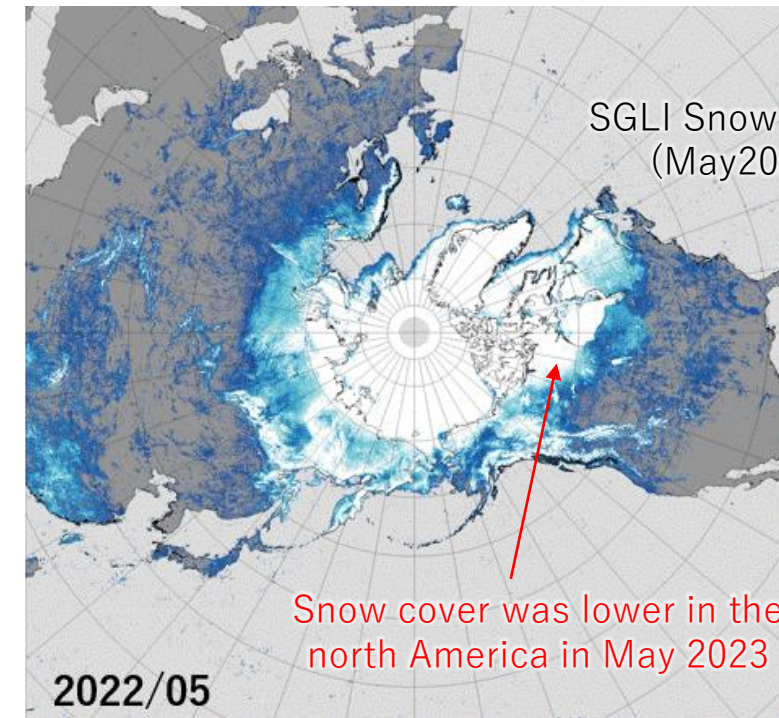 SGLI Snow
(May20
Snow cover was lower in the
north America in May 2023
2022/05